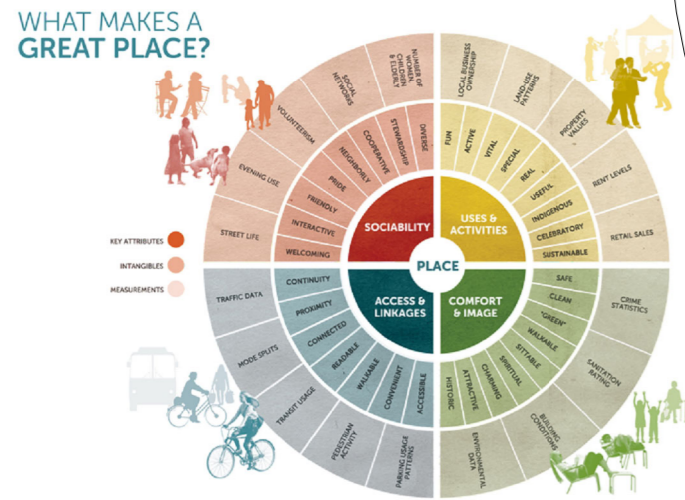 WHAT MAKES A
GREAT PLACE?
KEY ATTRIBUTES
INTANGIBLES
MEASUREMENTS
PLACE
SOCIABILITY
USES &
ACTIVITIES
ACCESS &
LINKAGES
COMFORT
& IMAGE
NUMBER OF
WOMEN,
CHILDREN
& ELDERLY
SOCIAL
NETWORKS
VOLUNTEERISM
EVENING USE
STREET LIFE
DIVERSE
STEWARDSHIP
COOPERATIVE
NEIGHBORLY
PRIDE
FRIENDLY
INTERACTIVE
WELCOMING
LOCAL BUSINESS
OWNERSHIP
LAND-USE
PATTERNS
PROPERTY
VALUES
RENT LEVELS
RETAIL SALES
FUN
ACTIVE
VITAL
SPECIAL
REAL
USEFUL
INDIGENOUS
CELEBRATORY
SUSTAINABLE
CONTINUITY
PROXIMITY
CONNECTED
READABLE
WALKABLE
CONVENIENT
ACCESSIBLE
TRAFFIC DATA
MODE SPLITS
TRANSIT USAGE
PEDESTRIAN
ACTIVITY
PARKING USAGE
PATTERNS
SAFE
CLEAN
"GREEN"
WALKABLE
SITTABLE
SPIRITUAL
CHARMING
ATTRACTIVE
HISTORIC
CRIME
STATISTICS
SANITATION
RATING
BUILDING
CONDITIONS
ENVIRONMENTAL
DATA